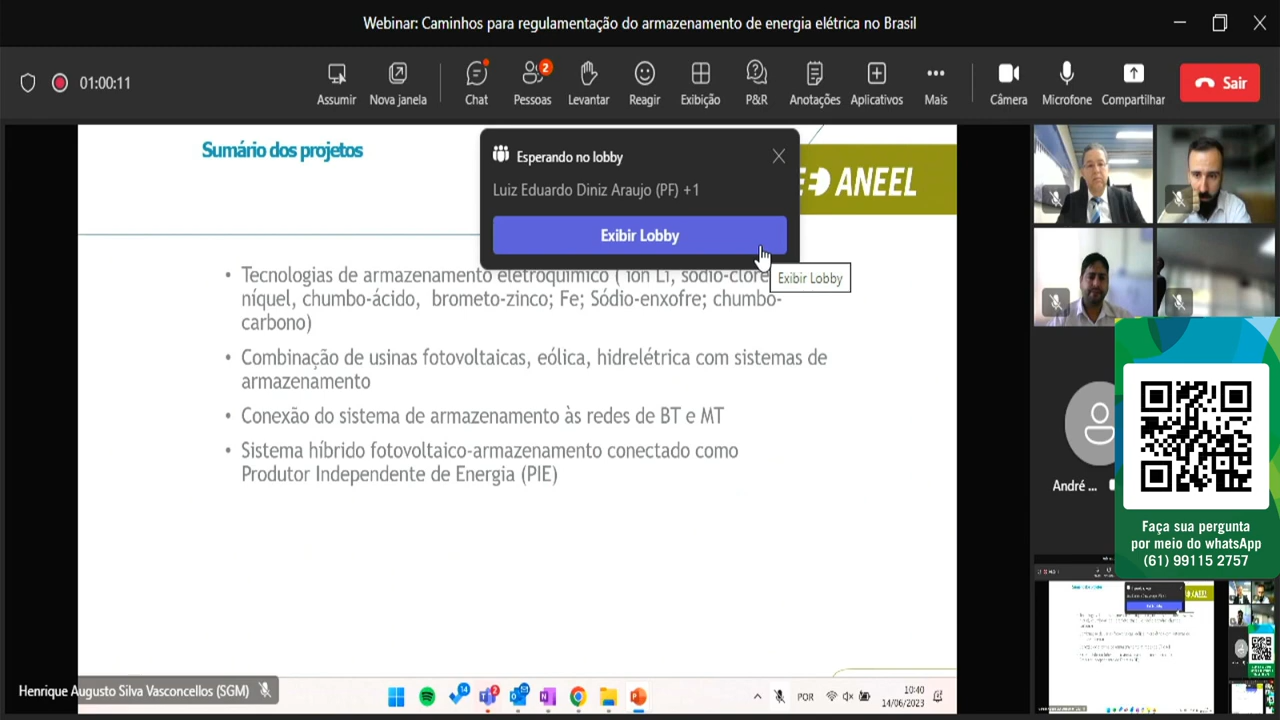 Webinar: Caminhos para regulamentação do armazenamento de energia elétrica no Brasil
01:00:11
Assumir
Nova janela
Chat
2
Pessoas
Levantar
Reagir
Exibição
P&R
Anotações
Aplicativos
Mais
Câmera
Microfone
Compartilhar
Sair
Sumário dos projetos
Esperando no lobby
Luiz Eduardo Diniz Araujo (PF) +1
Exibir Lobby
Exibir Lobby
ANEEL
• Tecnologias de armazenamento eletroquímico ( íon Li, sódio-clore
níquel, chumbo-ácido, brometo-zinco; Fe; Sódio-enxofre; chumbo-
carbono)
• Combinação de usinas fotovoltaicas, eólica, hidrelétrica com sistemas de
armazenamento
• Conexão do sistema de armazenamento às redes de BT e MT
• Sistema híbrido fotovoltaico-armazenamento conectado como
Produtor Independente de Energia (PIE)
André ...
Faça sua pergunta
por meio do whatsApp
(61) 99115 2757
Henrique Augusto Silva Vasconcellos (SGM)
14
2
POR
10:40
14/06/2023